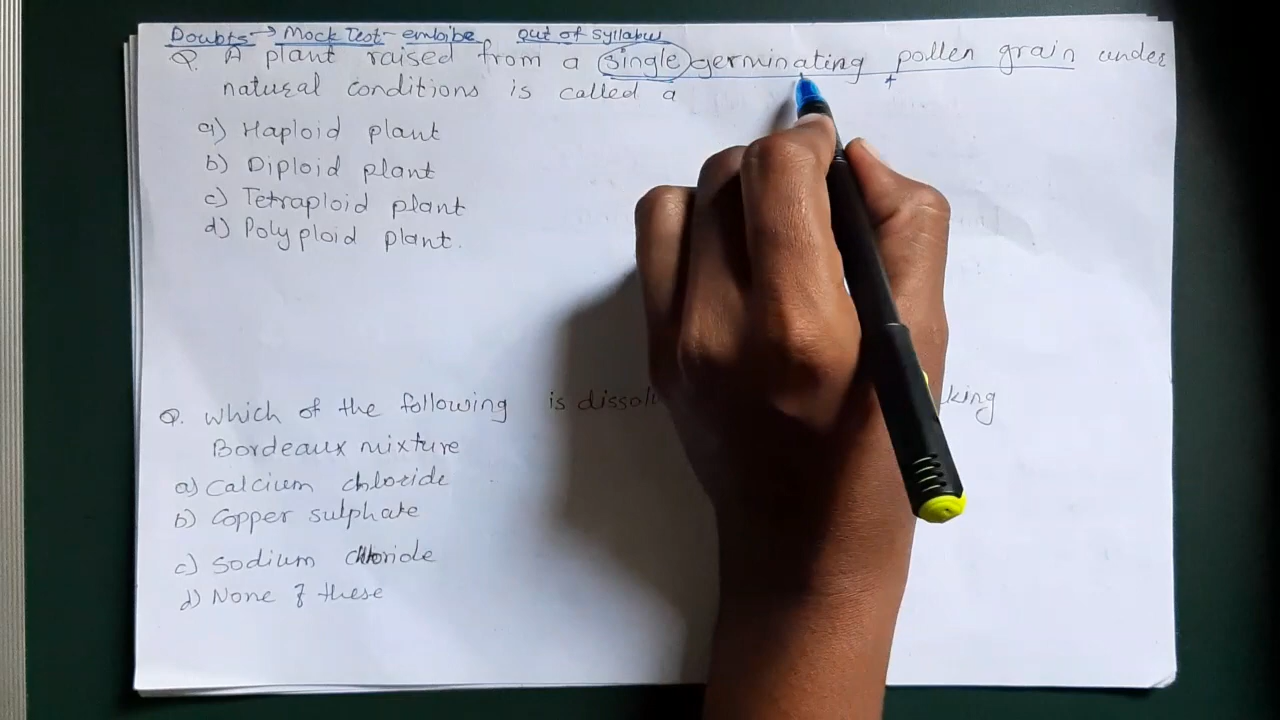 Doubts → Mock Test - embibe out of syllabus
Q. A plant raised from a single germinating pollen grain under
natural conditions is called a
a) Haploid plant
b) Diploid plant
c) Tetraploid plant
d) Polyploid plant.
Q. Which of the following is
Bordeaux mixture
a) Calcium chloride
b) Copper sulphate
c) Sodium chloride
d) None of these